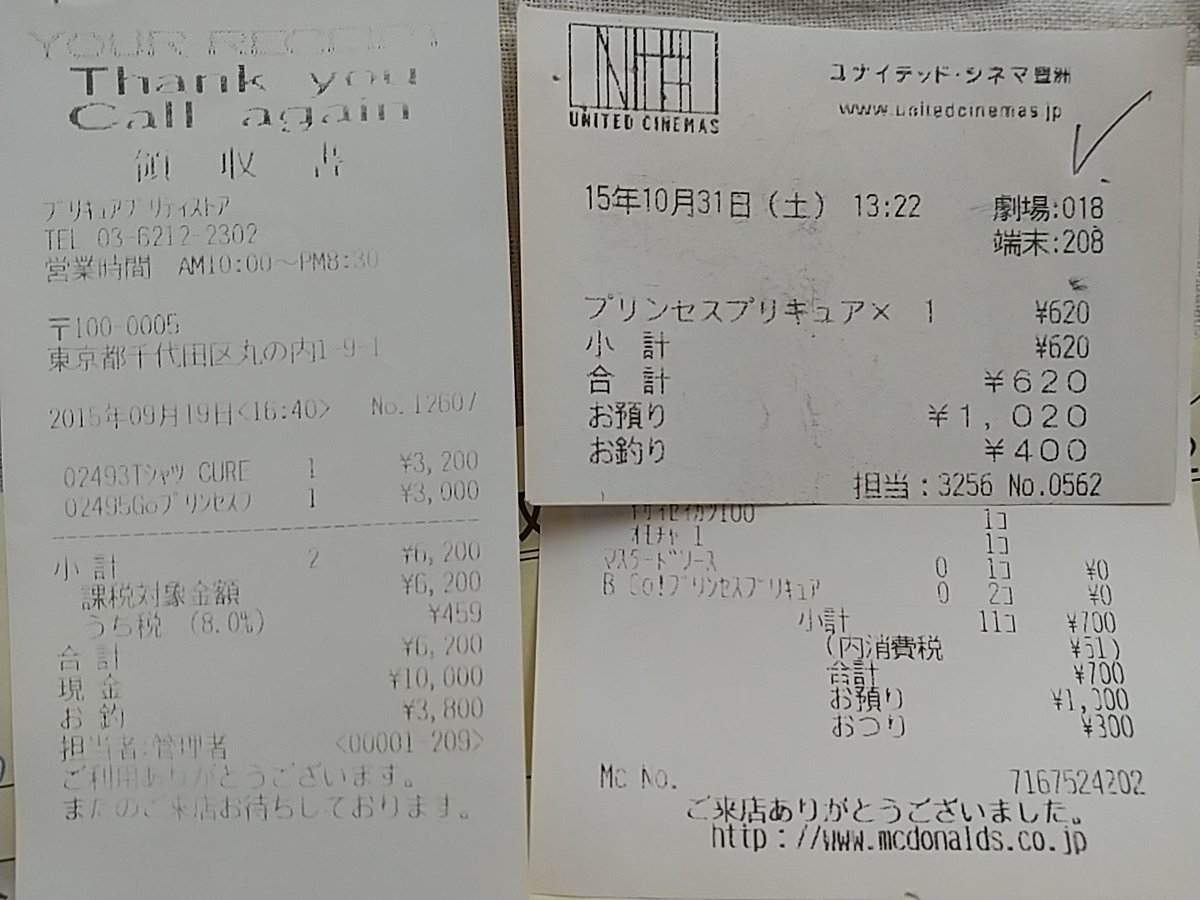 YOUR RECEIPT
Thank you
Call again
領 収 書
プリキュアプリティストア
TEL 03-6212-2302
営業時間 AM10:00～PM8:30
〒100-0005
東京都千代田区丸の内1-9-1
2015年09月19日<16:40> No.12607
02493Tシャツ CURE 1 ¥3,200
02495Goプリンセスプ 1 ¥3,000
小 計 2 ¥6,200
課税対象金額 ¥6,200
うち税 (8.0%) ¥459
合 計 ¥6,200
現 金 ¥10,000
お 釣 ¥3,800
担当者:管理者 <00001-209>
ご利用ありがとうございます。
またのご来店お待ちしております。
UNITED CINEMAS
ユナイテッド・シネマ豊洲
www.unitedcinemas.jp
15年10月31日（土） 13:22 劇場:018
端末:208
プリンセスプリキュア× 1 ¥620
小 計 ¥620
合 計 ¥620
お預り ¥1,020
お釣り ¥400
担当：3256 No.0562
1コ
オモチャ 1 1コ
マスタードソース 0 1コ ¥0
B Go!プリンセスプリキュア 0 2コ ¥0
小計 11コ ¥700
(内消費税 ¥51)
合計 ¥700
お預り ¥1,000
おつり ¥300
Mc No. 7167524202
ご来店ありがとうございました。
http://www.mcdonalds.co.jp